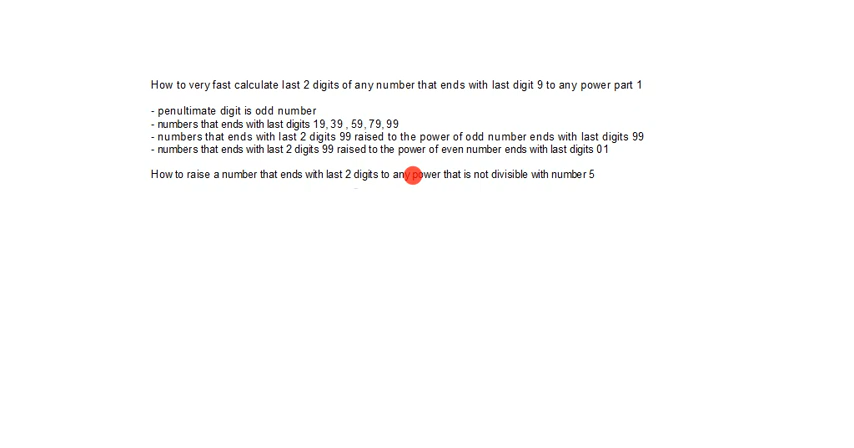 How to very fast calculate last 2 digits of any number that ends with last digit 9 to any power part 1
- penultimate digit is odd number
- numbers that ends with last digits 19, 39 , 59, 79, 99
- numbers that ends with last 2 digits 99 raised to the power of odd number ends with last digits 99
- numbers that ends with last 2 digits 99 raised to the power of even number ends with last digits 01
How to raise a number that ends with last 2 digits to any power that is not divisible with number 5